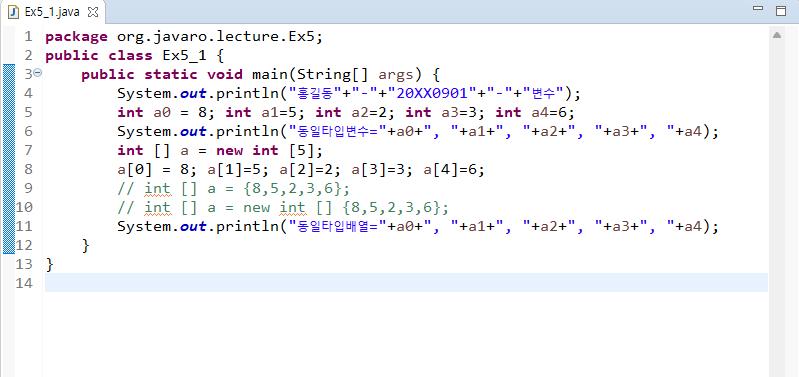 Ex5_1.java
1 package org.javaro.lecture.Ex5;
2 public class Ex5_1 {
3 public static void main(String[] args) {
4 System.out.println("홍길동"+"-"+"20XX0901"+"-"+"변수");
5 int a0 = 8; int a1=5; int a2=2; int a3=3; int a4=6;
6 System.out.println("동일타입변수="+a0+", "+a1+", "+a2+", "+a3+", "+a4);
7 int [] a = new int [5];
8 a[0] = 8; a[1]=5; a[2]=2; a[3]=3; a[4]=6;
9 // int [] a = {8,5,2,3,6};
10 // int [] a = new int [] {8,5,2,3,6};
11 System.out.println("동일타입배열="+a0+", "+a1+", "+a2+", "+a3+", "+a4);
12 }
13 }
14